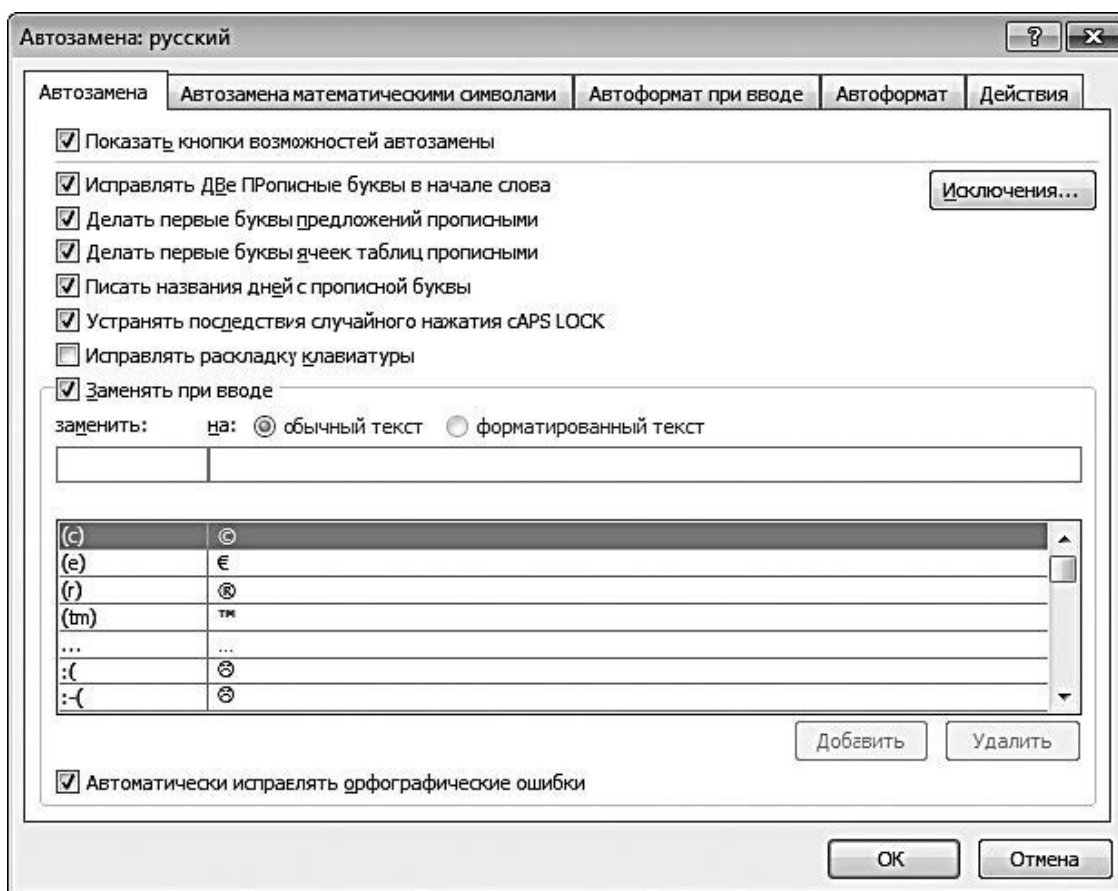 Автозамена: русский
Автозамена Автозамена математическими символами Автоформат при вводе Автоформат Действия
Показать кнопки возможностей автозамены
Исправлять ДВе ПРописные буквы в начале слова Исключения...
Делать первые буквы предложений прописными
Делать первые буквы ячеек таблиц прописными
Писать названия дней с прописной буквы
Устранять последствия случайного нажатия cAPS LOCK
Исправлять раскладку клавиатуры
Заменять при вводе
заменить: на: обычный текст форматированный текст
(c) ©
(e) €
(r) ®
(tm) ™
... …
:( ☹
:-( ☹
Добавить Удалить
Автоматически исправлять орфографические ошибки
ОК Отмена